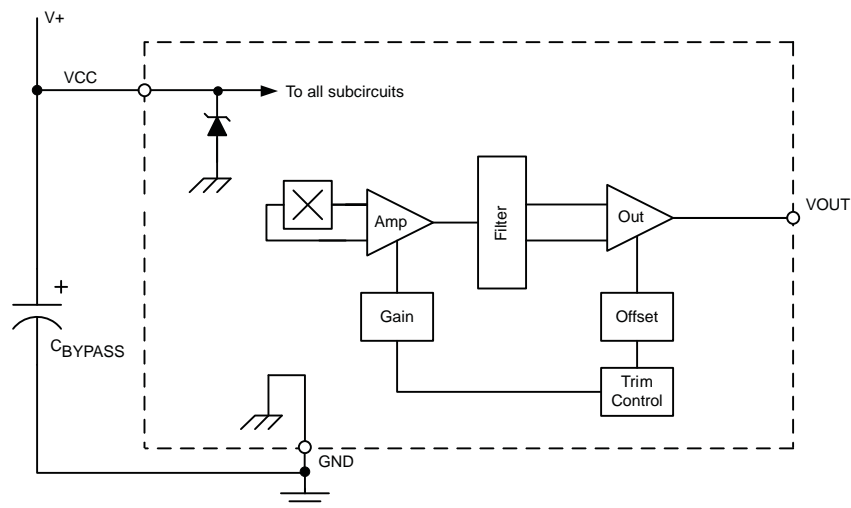 V+
VCC
To all subcircuits
Amp
Filter
Out
VOUT
Gain
Offset
+
CBYPASS
Trim
Control
GND